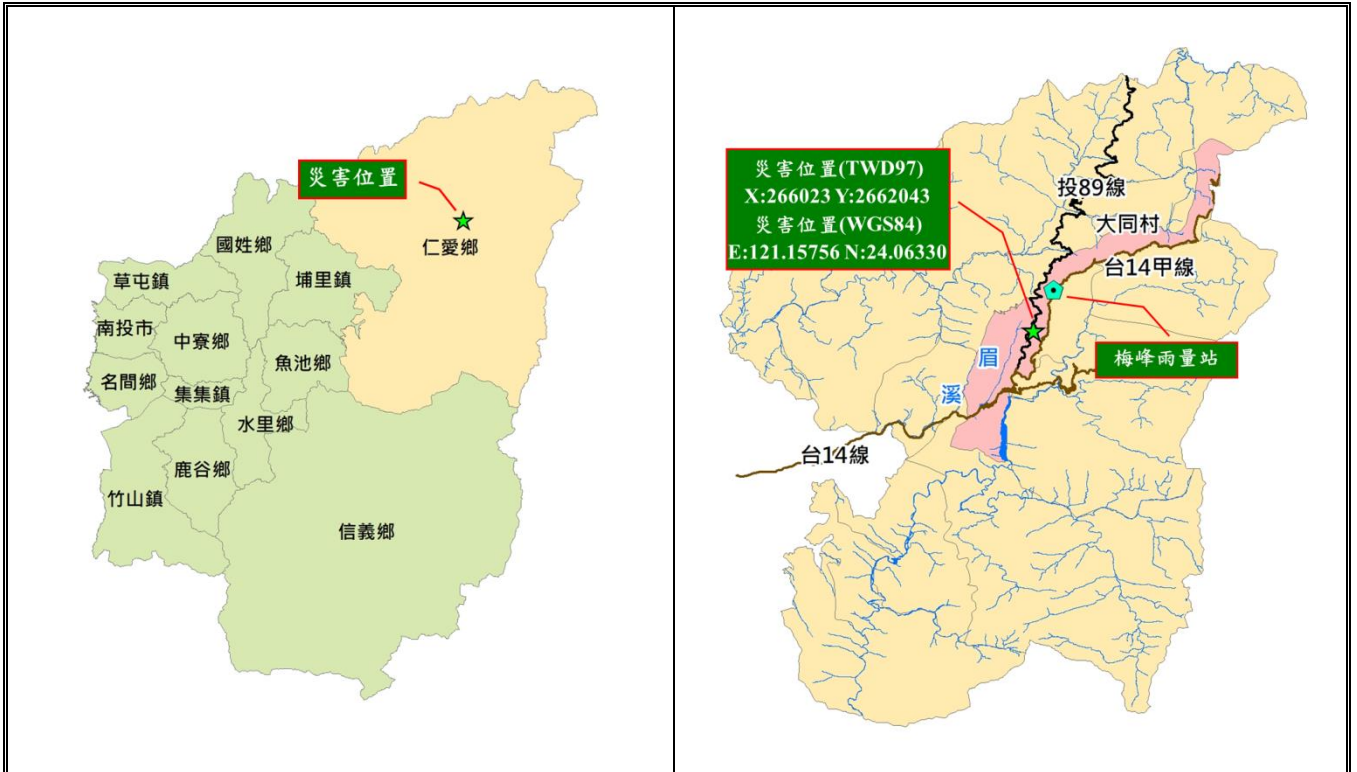 災害位置
仁愛鄉
國姓鄉
草屯鎮
埔里鎮
南投市
中寮鄉
魚池鄉
名間鄉
集集鎮
水里鄉
鹿谷鄉
竹山鎮
信義鄉
災害位置(TWD97)
X:266023 Y:2662043
災害位置(WGS84)
E:121.15756 N:24.06330
投89線
大同村
台14甲線
梅峰雨量站
眉
溪
台14線